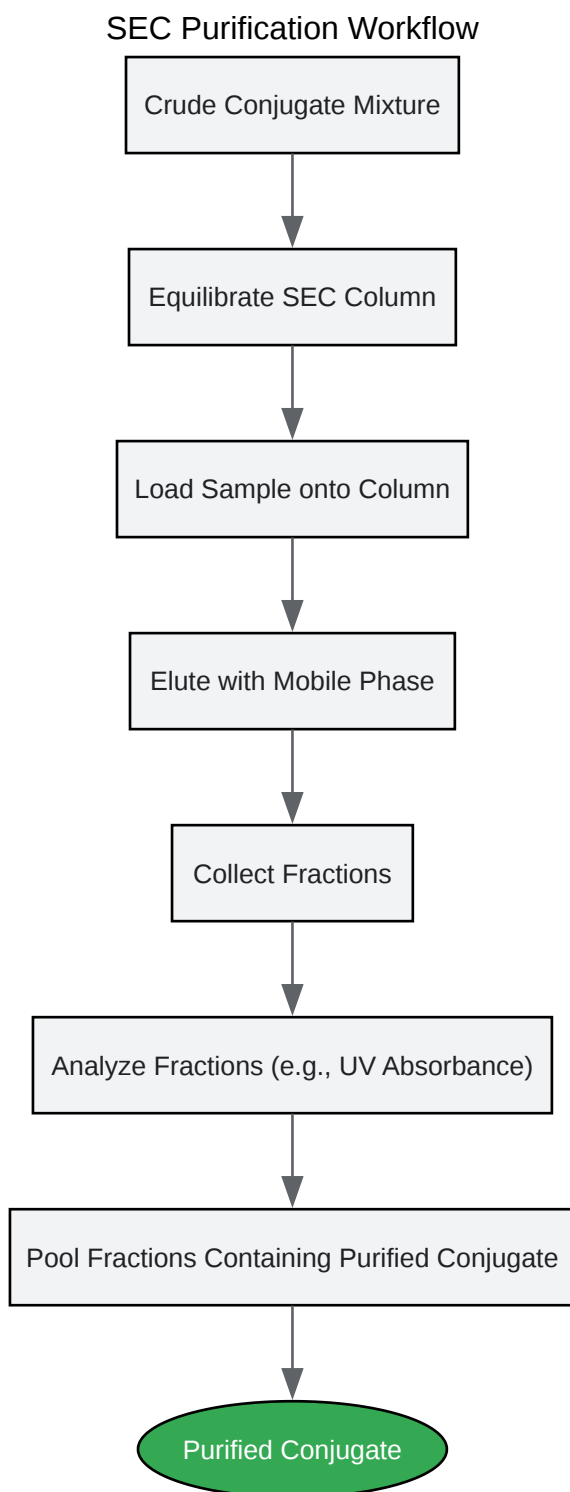 SEC Purification Workflow
Crude Conjugate Mixture
Equilibrate SEC Column
Load Sample onto Column
Elute with Mobile Phase
Collect Fractions
Analyze Fractions (e.g., UV Absorbance)
Pool Fractions Containing Purified Conjugate
Purified Conjugate